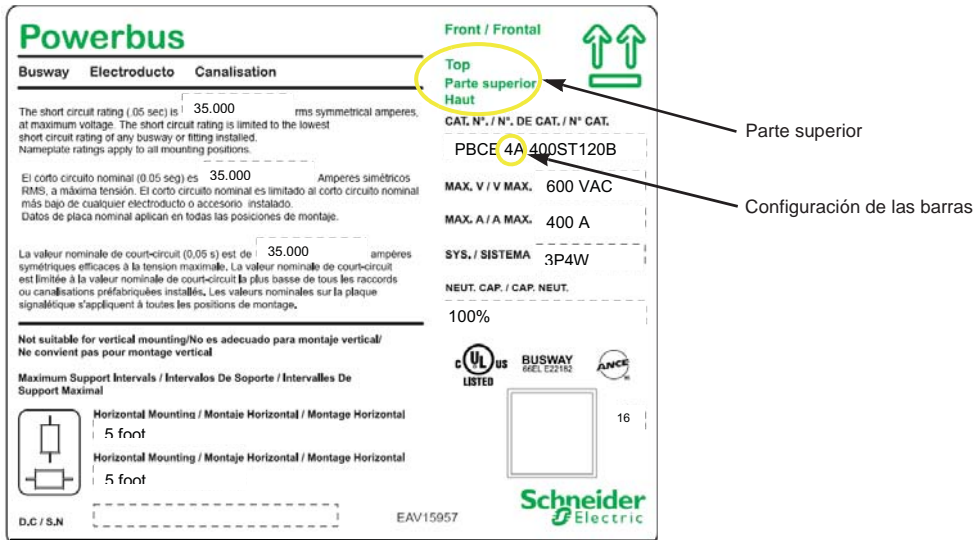 Powerbus
Busway Electroducto Canalisation
The short circuit rating (.05 sec) is 35.000 rms symmetrical amperes,
at maximum voltage. The short circuit rating is limited to the lowest
short circuit rating of any busway or fitting installed.
Nameplate ratings apply to all mounting positions.
El corto circuito nominal (0.05 seg) es 35.000 Amperes simétricos
RMS, a máxima tensión. El corto circuito nominal es limitado al corto circuito nominal
más bajo de cualquier electroducto o accesorio instalado.
Datos de placa nominal aplican en todas las posiciones de montaje.
La valeur nominale de court-circuit (0,05 s) est de 35.000 ampères
symétriques efficaces à la tension maximale. La valeur nominale de court-circuit
est limitée à la valeur nominale de court-circuit la plus basse de tous les raccords
ou canalisations préfabriquées installés. Les valeurs nominales sur la plaque
signalétique s'appliquent à toutes les positions de montage.
Not suitable for vertical mounting/No es adecuado para montaje vertical/
Ne convient pas pour montage vertical
Maximum Support Intervals / Intervalos De Soporte / Intervalles De
Support Maximal
Horizontal Mounting / Montaje Horizontal / Montage Horizontal
5 foot
Horizontal Mounting / Montaje Horizontal / Montage Horizontal
5 foot
D.C / S.N
EAV15957
Front / Frontal
Top
Parte superior
Haut
CAT. N°. / N°. DE CAT. / N° CAT.
PBCE 4A 400ST120B
MAX. V / V MAX. 600 VAC
MAX. A / A MAX. 400 A
SYS. / SISTEMA 3P4W
NEUT. CAP. / CAP. NEUT.
100%
c UL us
LISTED
BUSWAY
66EL E22182
ANCE
16
Schneider
Electric
Parte superior
Configuración de las barras